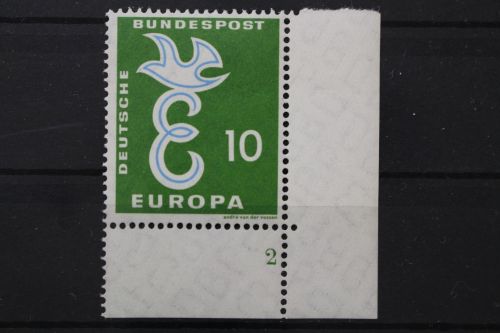 BUNDESPOST
DEUTSCHE
E
10
EUROPA
andre van der vossen
2